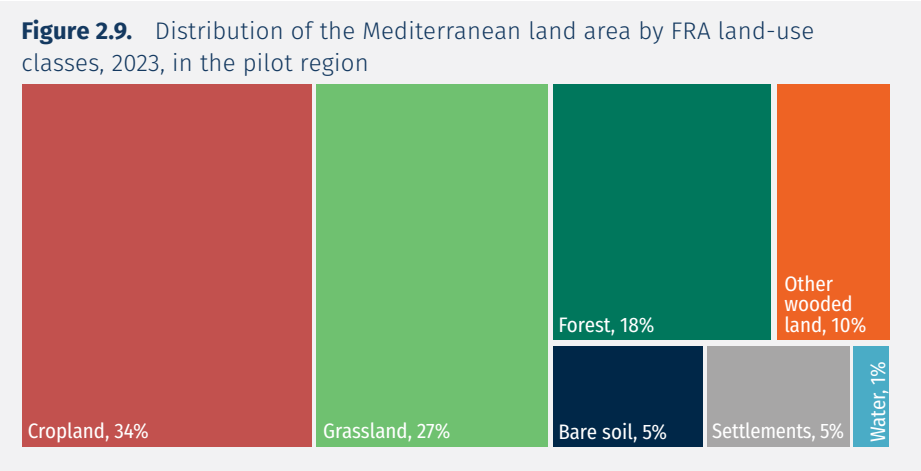 Figure 2.9. Distribution of the Mediterranean land area by FRA land-use
classes, 2023, in the pilot region
Cropland, 34%
Grassland, 27%
Forest, 18%
Other
wooded
land, 10%
Bare soil, 5%
Settlements, 5%
Water, 1%